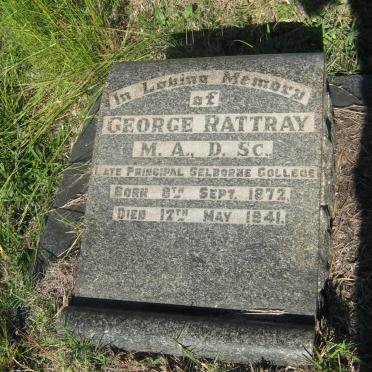 In Loving Memory
of
GEORGE RATTRAY
M. A., D. Sc.
LATE PRINCIPAL SELBORNE COLLEGE
BORN 8TH SEPT. 1872.
DIED 17TH MAY 1941.